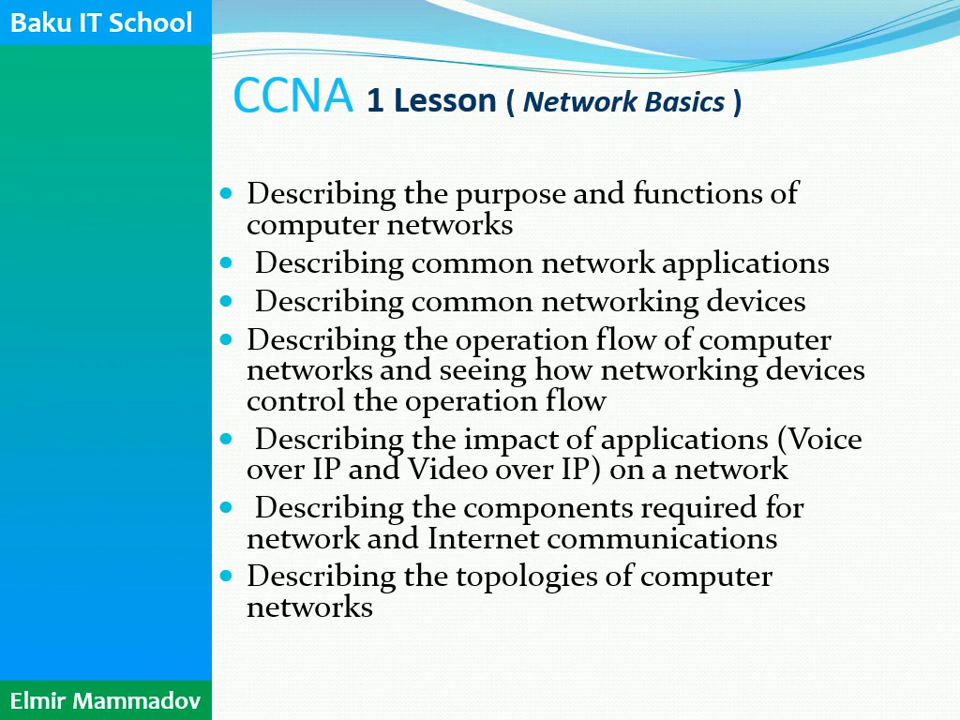 Baku IT School
CCNA 1 Lesson ( Network Basics )
• Describing the purpose and functions of
computer networks
• Describing common network applications
• Describing common networking devices
• Describing the operation flow of computer
networks and seeing how networking devices
control the operation flow
• Describing the impact of applications (Voice
over IP and Video over IP) on a network
• Describing the components required for
network and Internet communications
• Describing the topologies of computer
networks
Elmir Mammadov